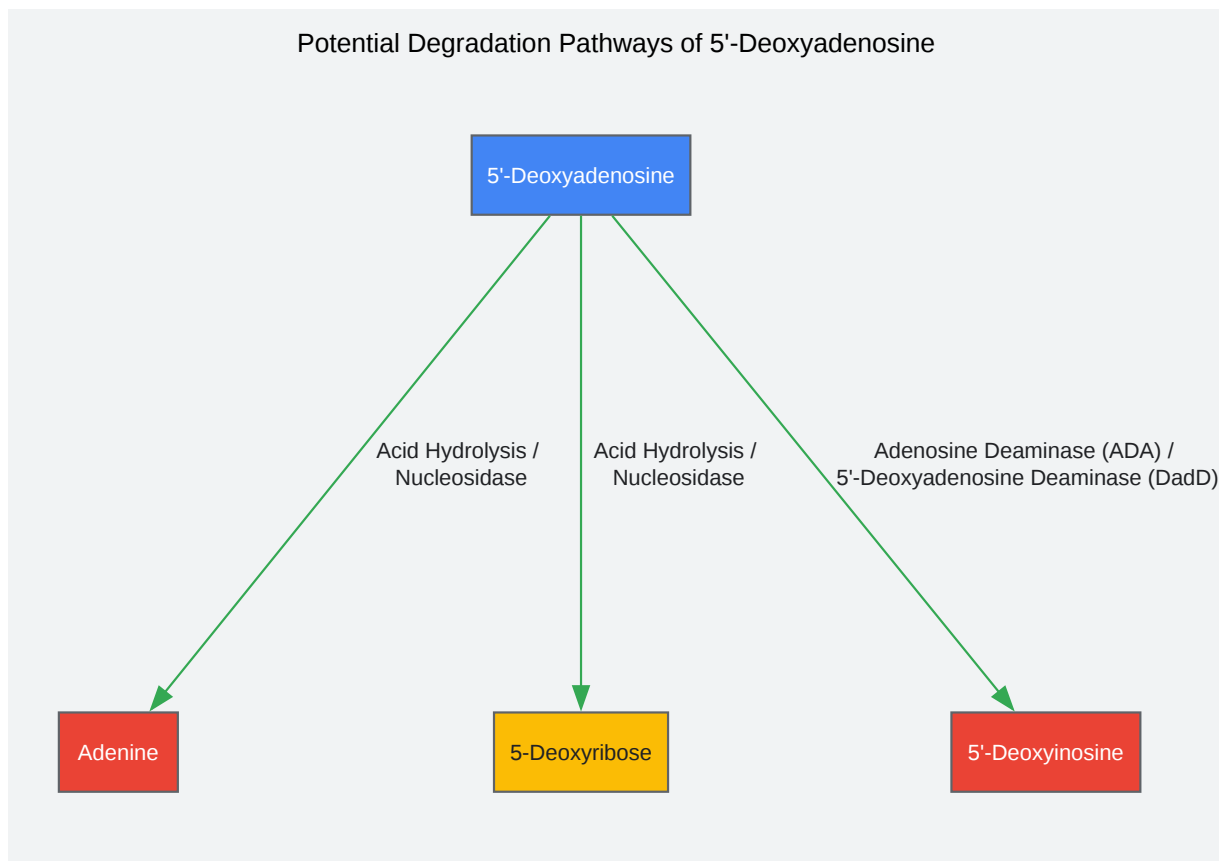 Potential Degradation Pathways of 5'-Deoxyadenosine
5'-Deoxyadenosine
Acid Hydrolysis /
Nucleosidase
Acid Hydrolysis /
Nucleosidase
Adenosine Deaminase (ADA) /
5'-Deoxyadenosine Deaminase (DadD)
Adenine
5-Deoxyribose
5'-Deoxyinosine